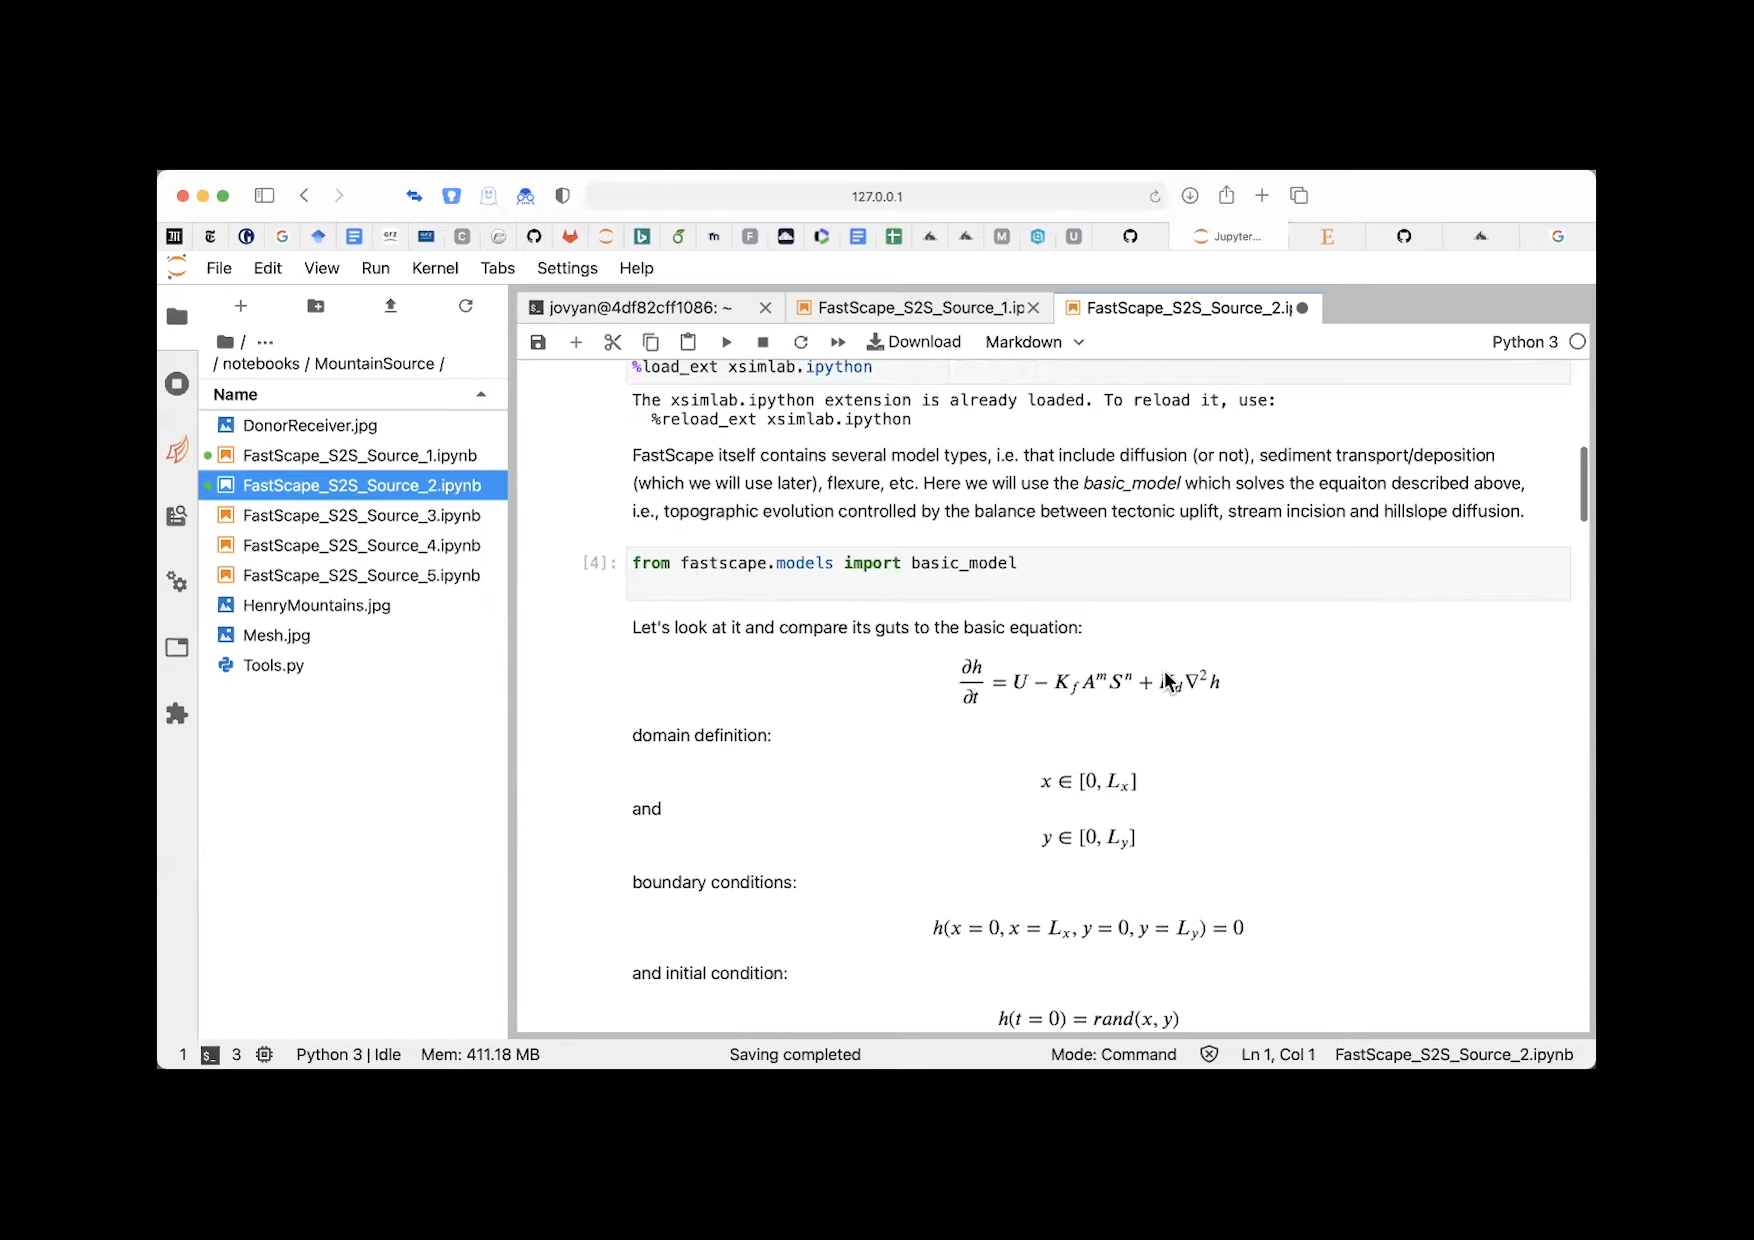 127.0.0.1
Jupyter...
File Edit View Run Kernel Tabs Settings Help
/ ...
/ notebooks / MountainSource /
Name
DonorReceiver.jpg
FastScape_S2S_Source_1.ipynb
FastScape_S2S_Source_2.ipynb
FastScape_S2S_Source_3.ipynb
FastScape_S2S_Source_4.ipynb
FastScape_S2S_Source_5.ipynb
HenryMountains.jpg
Mesh.jpg
Tools.py
jovyan@4df82cff1086: ~ FastScape_S2S_Source_1.ip FastScape_S2S_Source_2.i
Download Markdown Python 3
%load_ext xsimlab.ipython
The xsimlab.ipython extension is already loaded. To reload it, use:
%reload_ext xsimlab.ipython
FastScape itself contains several model types, i.e. that include diffusion (or not), sediment transport/deposition
(which we will use later), flexure, etc. Here we will use the basic_model which solves the equaiton described above,
i.e., topographic evolution controlled by the balance between tectonic uplift, stream incision and hillslope diffusion.
[4]: from fastscape.models import basic_model
Let's look at it and compare its guts to the basic equation:
∂h/∂t = U − K_f A^m S^n + _d ∇²h
domain definition:
x ∈ [0, L_x]
and
y ∈ [0, L_y]
boundary conditions:
h(x = 0, x = L_x, y = 0, y = L_y) = 0
and initial condition:
h(t = 0) = rand(x, y)
1 3 Python 3 | Idle Mem: 411.18 MB Saving completed Mode: Command Ln 1, Col 1 FastScape_S2S_Source_2.ipynb